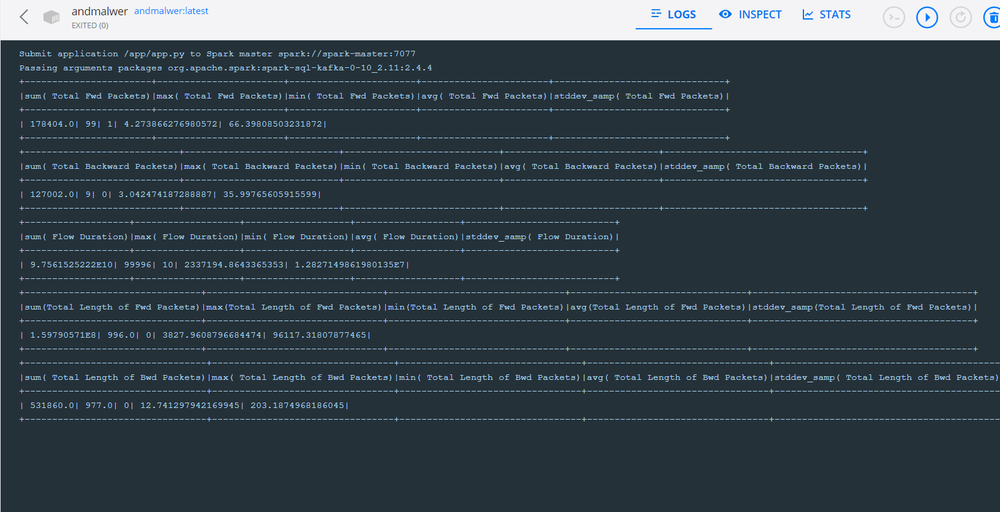 andmalwer andmalwer:latest
EXITED (0)
LOGS INSPECT STATS
Submit application /app/app.py to Spark master spark://spark-master:7077
Passing arguments packages org.apache.spark:spark-sql-kafka-0-10_2.11:2.4.4
+-----------------------+-----------------------+-----------------------+-----------------------+-------------------------------+
|sum( Total Fwd Packets)|max( Total Fwd Packets)|min( Total Fwd Packets)|avg( Total Fwd Packets)|stddev_samp( Total Fwd Packets)|
+-----------------------+-----------------------+-----------------------+-----------------------+-------------------------------+
| 178404.0| 99| 1| 4.273866276980572| 66.39808503231872|
+-----------------------+-----------------------+-----------------------+-----------------------+-------------------------------+
+----------------------------+----------------------------+----------------------------+----------------------------+------------------------------------+
|sum( Total Backward Packets)|max( Total Backward Packets)|min( Total Backward Packets)|avg( Total Backward Packets)|stddev_samp( Total Backward Packets)|
+----------------------------+----------------------------+----------------------------+----------------------------+------------------------------------+
| 127002.0| 9| 0| 3.042474187288887| 35.99765605915599|
+----------------------------+----------------------------+----------------------------+----------------------------+------------------------------------+
+-------------------+-------------------+-------------------+-------------------+---------------------------+
|sum( Flow Duration)|max( Flow Duration)|min( Flow Duration)|avg( Flow Duration)|stddev_samp( Flow Duration)|
+-------------------+-------------------+-------------------+-------------------+---------------------------+
| 9.7561525222E10| 99996| 10| 2337194.8643365353| 1.2827149861980135E7|
+-------------------+-------------------+-------------------+-------------------+---------------------------+
+--------------------------------+--------------------------------+--------------------------------+--------------------------------+----------------------------------------+
|sum(Total Length of Fwd Packets)|max(Total Length of Fwd Packets)|min(Total Length of Fwd Packets)|avg(Total Length of Fwd Packets)|stddev_samp(Total Length of Fwd Packets)|
+--------------------------------+--------------------------------+--------------------------------+--------------------------------+----------------------------------------+
| 1.59790571E8| 996.0| 0| 3827.9608796684474| 96117.31807877465|
+--------------------------------+--------------------------------+--------------------------------+--------------------------------+----------------------------------------+
+---------------------------------+---------------------------------+---------------------------------+---------------------------------+-----------------------------------------
|sum( Total Length of Bwd Packets)|max( Total Length of Bwd Packets)|min( Total Length of Bwd Packets)|avg( Total Length of Bwd Packets)|stddev_samp( Total Length of Bwd Packets)
+---------------------------------+---------------------------------+---------------------------------+---------------------------------+-----------------------------------------
| 531860.0| 977.0| 0| 12.741297942169945| 203.1874968186045|
+---------------------------------+---------------------------------+---------------------------------+---------------------------------+-----------------------------------------